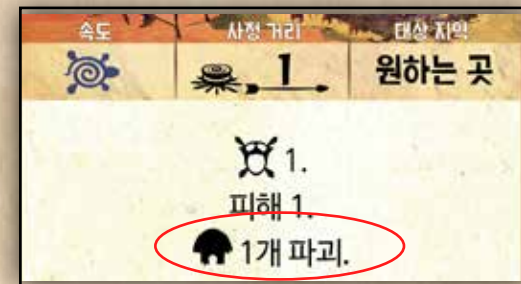 속도 사정 거리 대상 지역
1 원하는 곳
1.
피해 1.
1개 파괴.